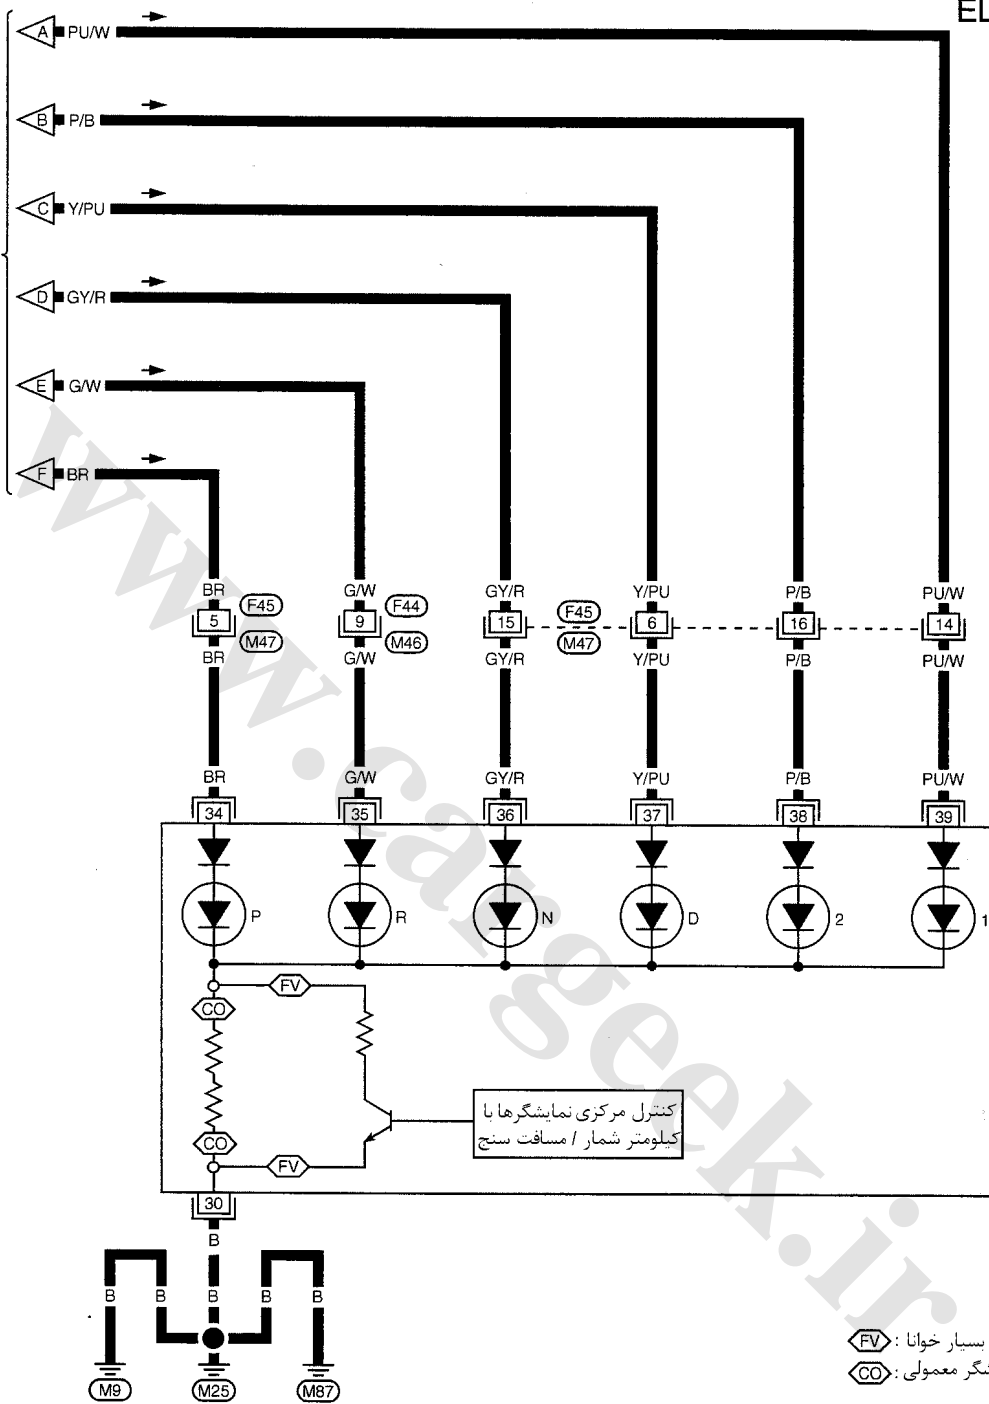 EL
A PU/W
B P/B
C Y/PU
D GY/R
E G/W
F BR
BR G/W GY/R Y/PU P/B PU/W
F45 F44 F45
5 9 15 6 16 14
M47 M46 M47
BR G/W GY/R Y/PU P/B PU/W
BR G/W GY/R Y/PU P/B PU/W
34 35 36 37 38 39
P R N D 2 1
FV
CO
کنترل مرکزی نمایشگرها با
کیلومتر شمار / مسافت سنج
CO
FV
30
B
B B B B B
M9 M25 M87
بسیار خوانا : FV
معمولی : CO
www.cargeek.ir